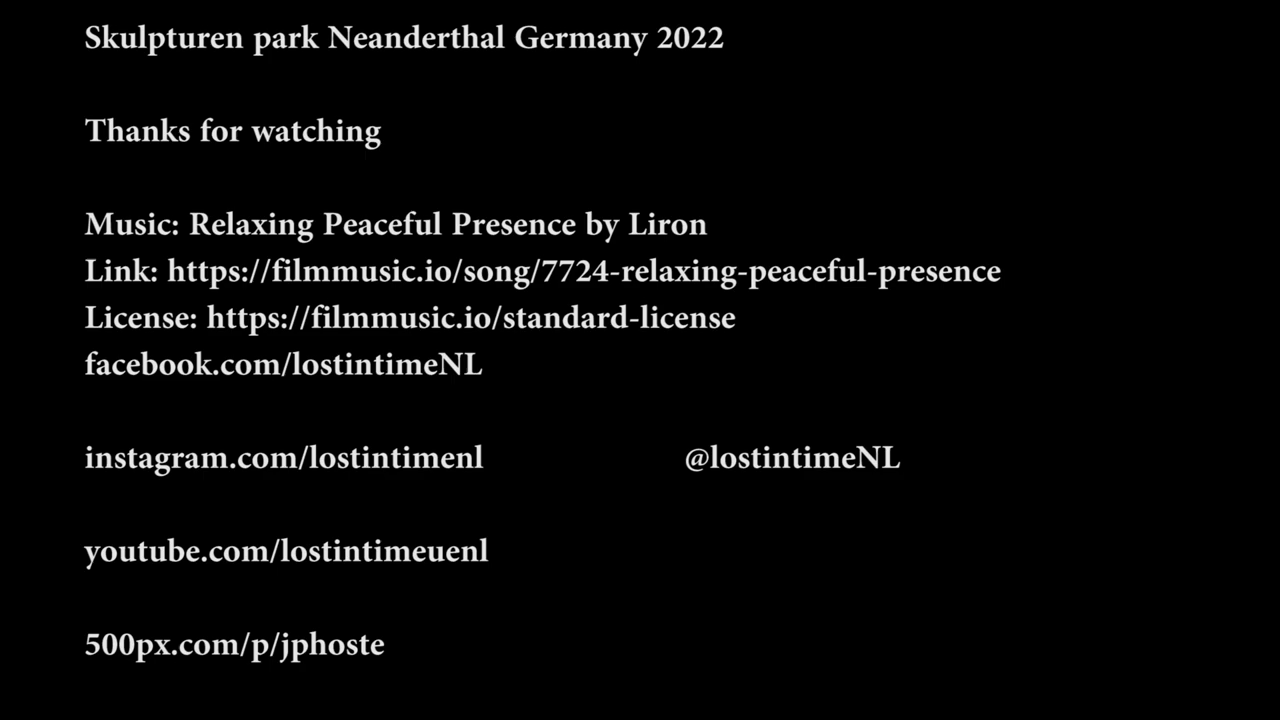 Skulpturen park Neanderthal Germany 2022
Thanks for watching
Music: Relaxing Peaceful Presence by Liron
Link: https://filmmusic.io/song/7724-relaxing-peaceful-presence
License: https://filmmusic.io/standard-license
facebook.com/lostintimeNL
instagram.com/lostintimenl @lostintimeNL
youtube.com/lostintimeuenl
500px.com/p/jphoste